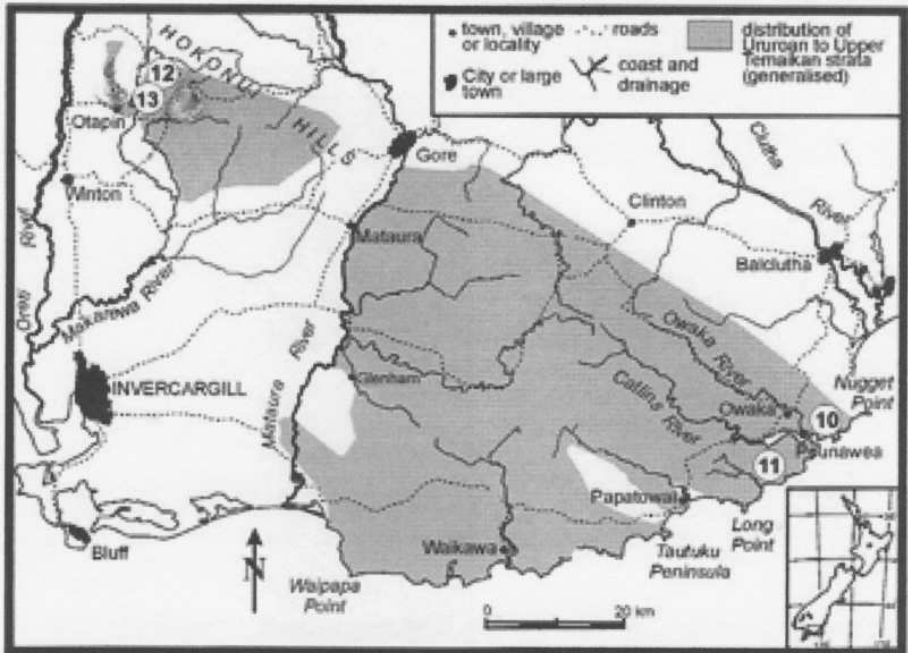 town, village
or locality
roads
distribution of
Ururoan to Upper
Temaikan strata
(generalised)
City or large
town
coast and
drainage
HOKONUI
HILLS
12
13
Otapiri
Gore
Clutha
River
Clinton
Winton
Mataura
Balclutha
Oreti River
Makarewa River
Owaka River
Mataura River
Glenham
Catlins
River
INVERCARGILL
Nugget
Point
Owaka
10
Pounawea
11
Papatowai
Long
Point
Tautuku
Peninsula
Waikawa
Bluff
N
Waipapa
Point
0 20 km